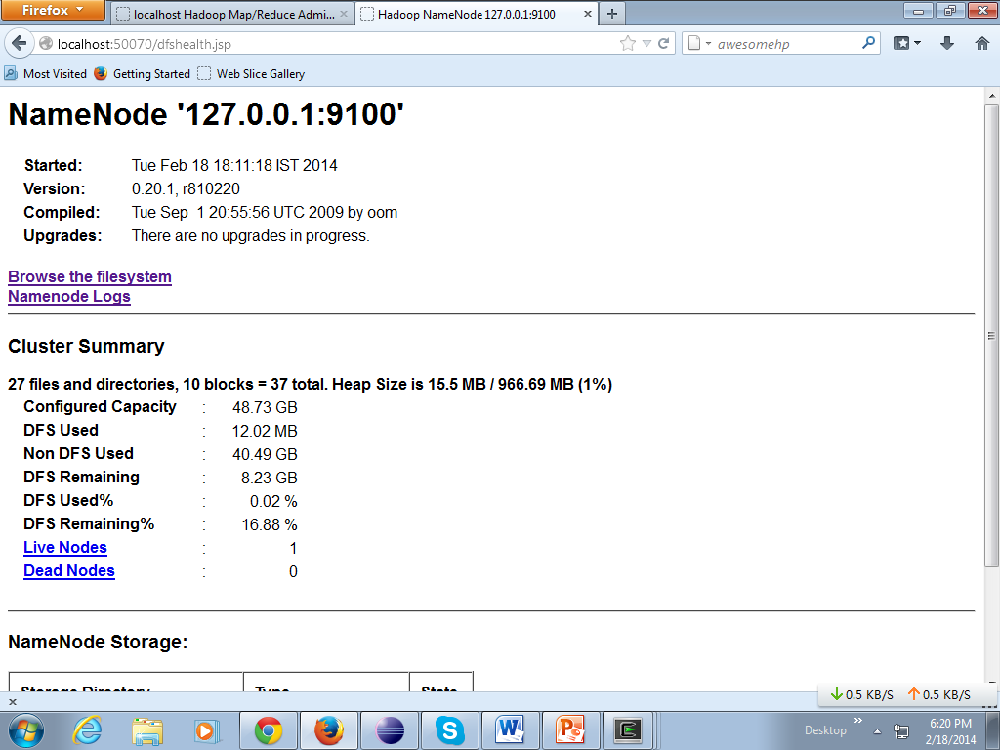 Firefox
localhost Hadoop Map/Reduce Admi...
Hadoop NameNode 127.0.0.1:9100
localhost:50070/dfshealth.jsp
awesomehp
Most Visited
Getting Started
Web Slice Gallery
NameNode '127.0.0.1:9100'
Started: Tue Feb 18 18:11:18 IST 2014
Version: 0.20.1, r810220
Compiled: Tue Sep 1 20:55:56 UTC 2009 by oom
Upgrades: There are no upgrades in progress.
Browse the filesystem
Namenode Logs
Cluster Summary
27 files and directories, 10 blocks = 37 total. Heap Size is 15.5 MB / 966.69 MB (1%)
Configured Capacity : 48.73 GB
DFS Used : 12.02 MB
Non DFS Used : 40.49 GB
DFS Remaining : 8.23 GB
DFS Used% : 0.02 %
DFS Remaining% : 16.88 %
Live Nodes : 1
Dead Nodes : 0
NameNode Storage:
Storage Directory Type State
0.5 KB/S 0.5 KB/S
Desktop
6:20 PM
2/18/2014